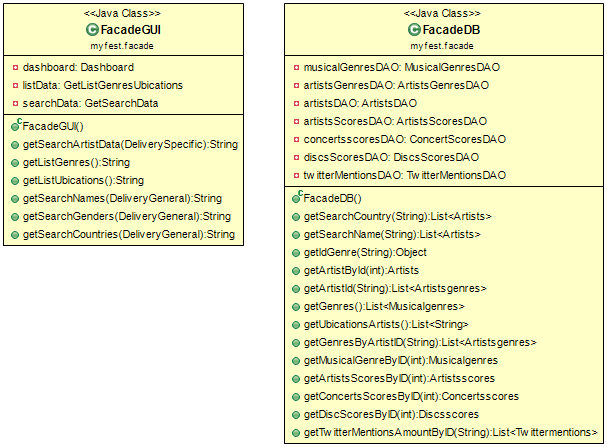 <<Java Class>>
C FacadeGUI
myfest.facade
dashboard: Dashboard
listData: GetListGenresUbications
searchData: GetSearchData
C FacadeGUI()
getSearchArtistData(DeliverySpecific):String
getListGenres():String
getListUbications():String
getSearchNames(DeliveryGeneral):String
getSearchGenders(DeliveryGeneral):String
getSearchCountries(DeliveryGeneral):String
<<Java Class>>
C FacadeDB
myfest.facade
musicalGenresDAO: MusicalGenresDAO
artistsGenresDAO: ArtistsGenresDAO
artistsDAO: ArtistsDAO
artistsScoresDAO: ArtistsScoresDAO
concertsscoresDAO: ConcertScoresDAO
discsScoresDAO: DiscsScoresDAO
twitterMentionsDAO: TwitterMentionsDAO
C FacadeDB()
getSearchCountry(String):List<Artists>
getSearchName(String):List<Artists>
getIdGenre(String):Object
getArtistById(int):Artists
getArtistId(String):List<Artistsgenres>
getGenres():List<Musicalgenres>
getUbicationsArtists():List<String>
getGenresByArtistID(String):List<Artistsgenres>
getMusicalGenreByID(int):Musicalgenres
getArtistsScoresByID(int):Artistsscores
getConcertsScoresByID(int):Concertsscores
getDiscScoresByID(int):Discsscores
getTwitterMentionsAmountByID(String):List<Twittermentions>